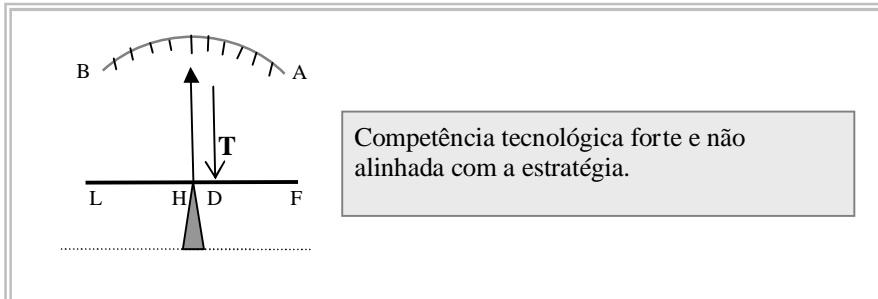 B
A
T
L
H
D
F
Competência tecnológica forte e não
alinhada com a estratégia.